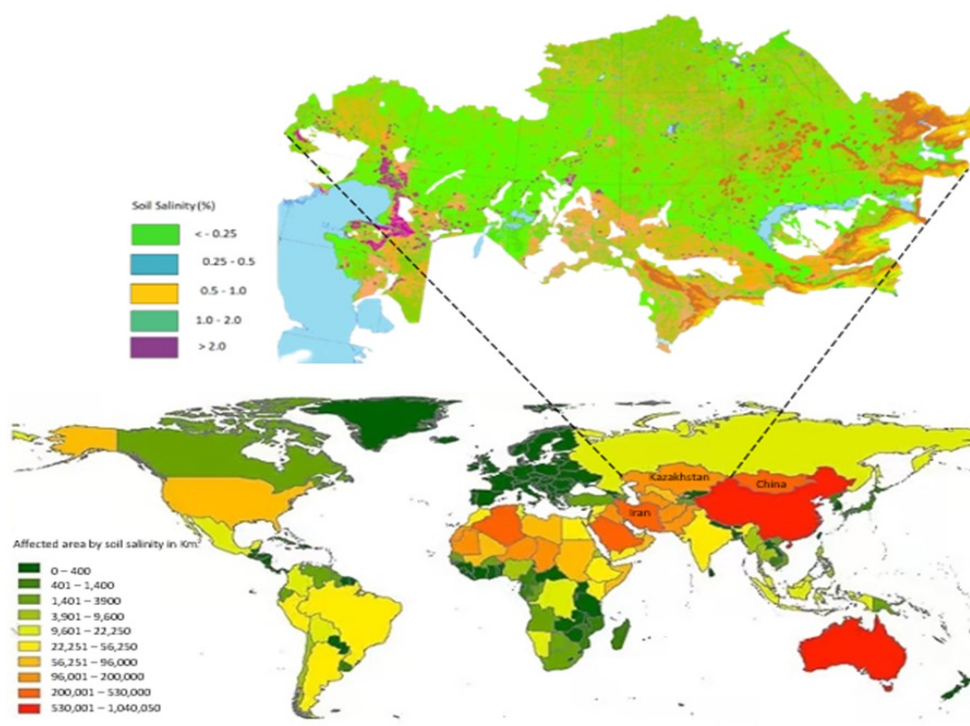 Soil Salinity (%)
< - 0.25
0.25 - 0.5
0.5 - 1.0
1.0 - 2.0
> 2.0
Kazakhstan
China
Iran
Affected area by soil salinity in Km²
0 – 400
401 – 1,400
1,401 – 3900
3,901 – 9,600
9,601 – 22,250
22,251 – 56,250
56,251 – 96,000
96,001 – 200,000
200,001 – 530,000
530,001 – 1,040,050